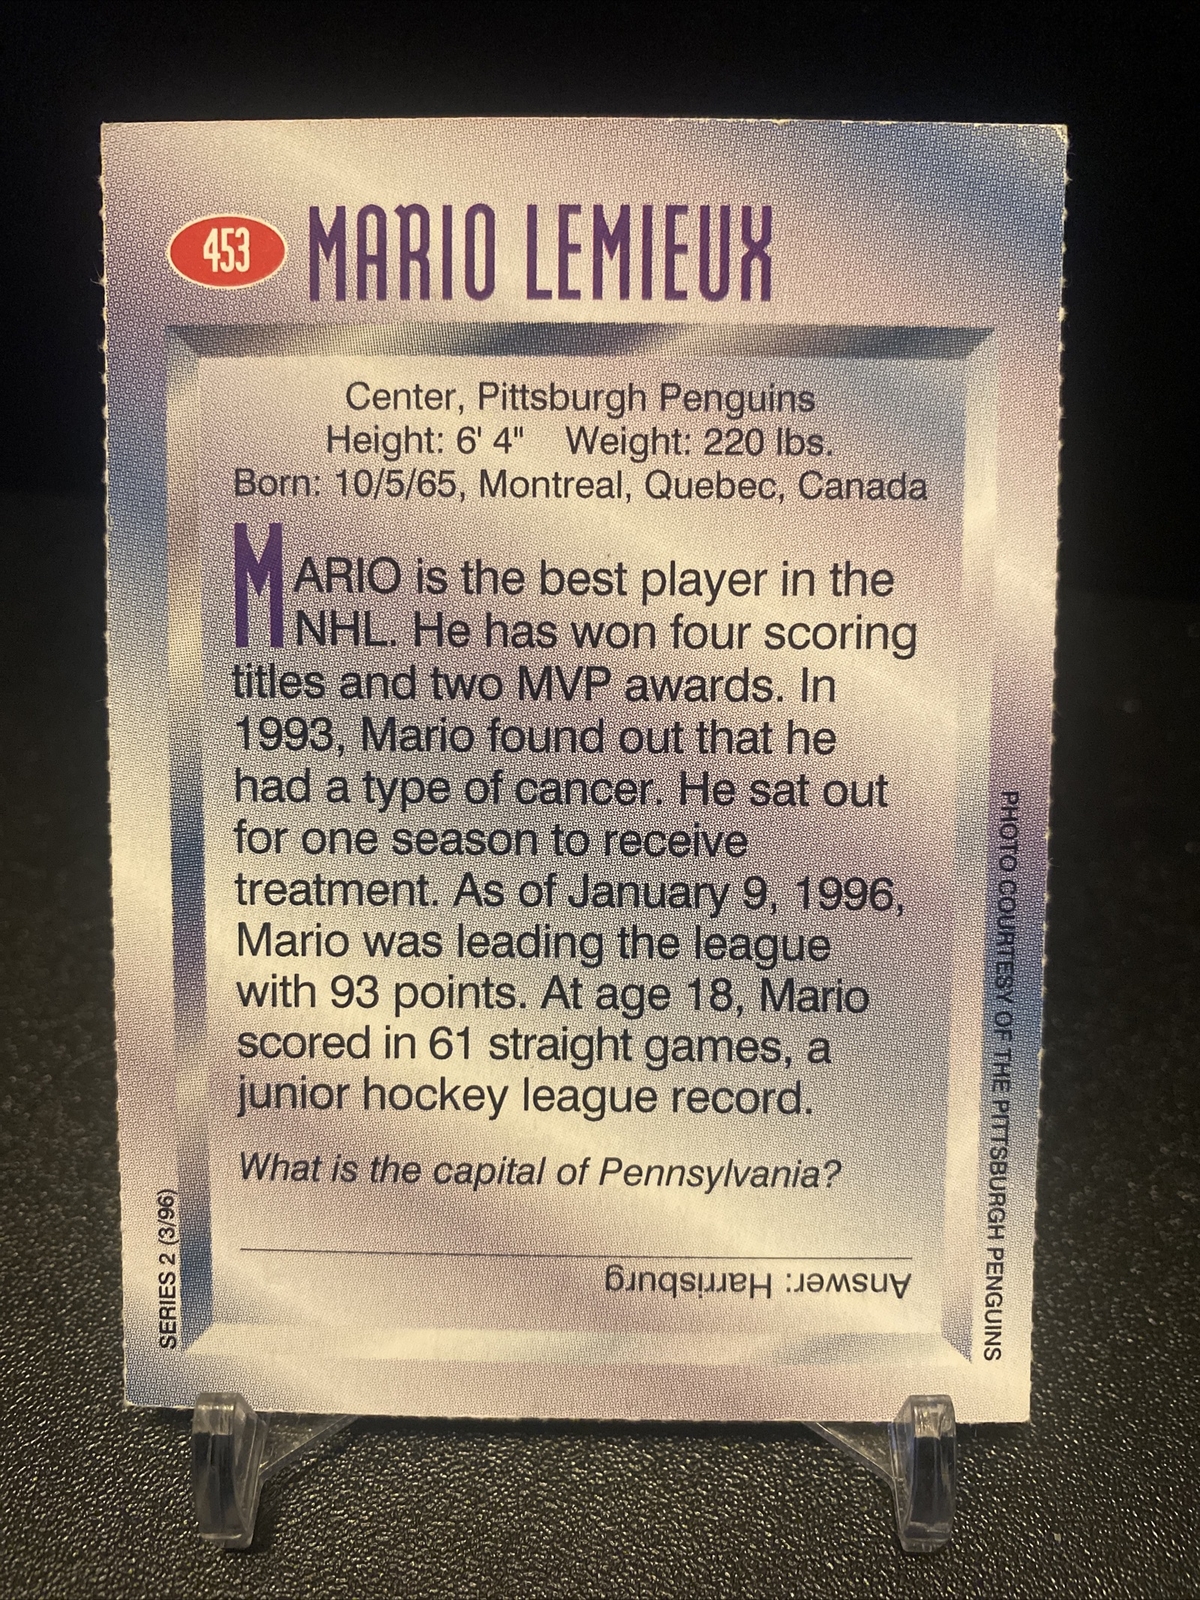 453
MARIO LEMIEUX
Center, Pittsburgh Penguins
Height: 6' 4" Weight: 220 lbs.
Born: 10/5/65, Montreal, Quebec, Canada
MARIO is the best player in the
NHL. He has won four scoring
titles and two MVP awards. In
1993, Mario found out that he
had a type of cancer. He sat out
for one season to receive
treatment. As of January 9, 1996,
Mario was leading the league
with 93 points. At age 18, Mario
scored in 61 straight games, a
junior hockey league record.
What is the capital of Pennsylvania?
Answer: Harrisburg
SERIES 2 (3/96)
PHOTO COURTESY OF THE PITTSBURGH PENGUINS